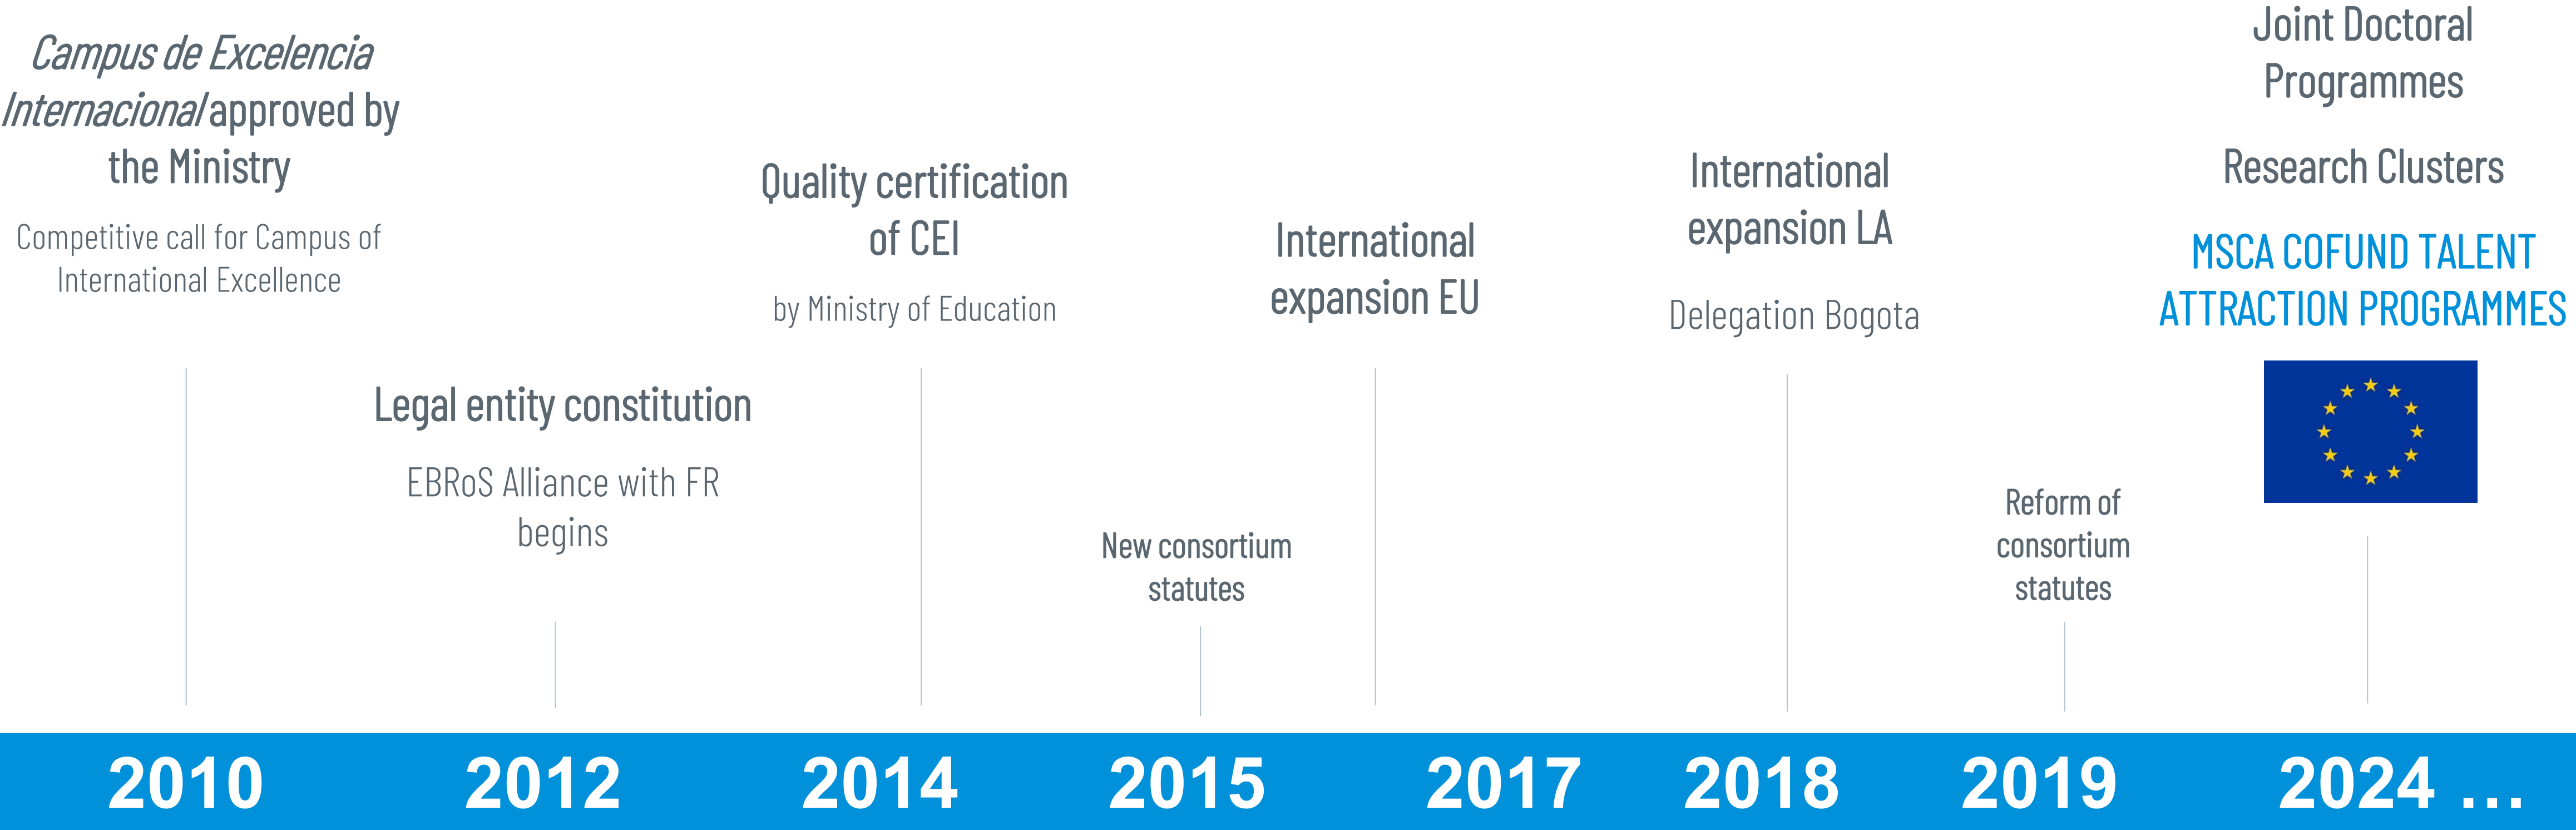 Campus de Excelencia
Internacional approved by
the Ministry
Competitive call for Campus of
International Excellence
Legal entity constitution
EBRoS Alliance with FR
begins
Quality certification
of CEI
by Ministry of Education
New consortium
statutes
International
expansion EU
International
expansion LA
Delegation Bogota
Reform of
consortium
statutes
Joint Doctoral
Programmes
Research Clusters
MSCA COFUND TALENT
ATTRACTION PROGRAMMES
2010 2012 2014 2015 2017 2018 2019 2024 ...